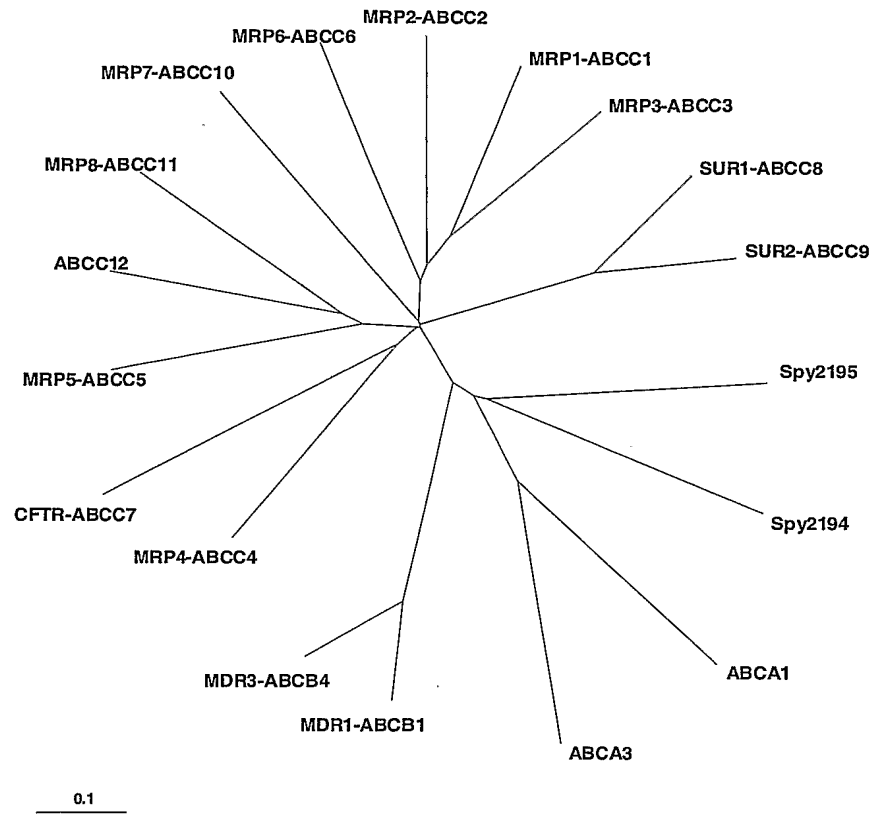 MRP2-ABCC2
MRP6-ABCC6
MRP1-ABCC1
MRP7-ABCC10
MRP3-ABCC3
MRP8-ABCC11
SUR1-ABCC8
SUR2-ABCC9
ABCC12
Spy2195
MRP5-ABCC5
CFTR-ABCC7
Spy2194
MRP4-ABCC4
ABCA1
MDR3-ABCB4
MDR1-ABCB1
ABCA3
0.1